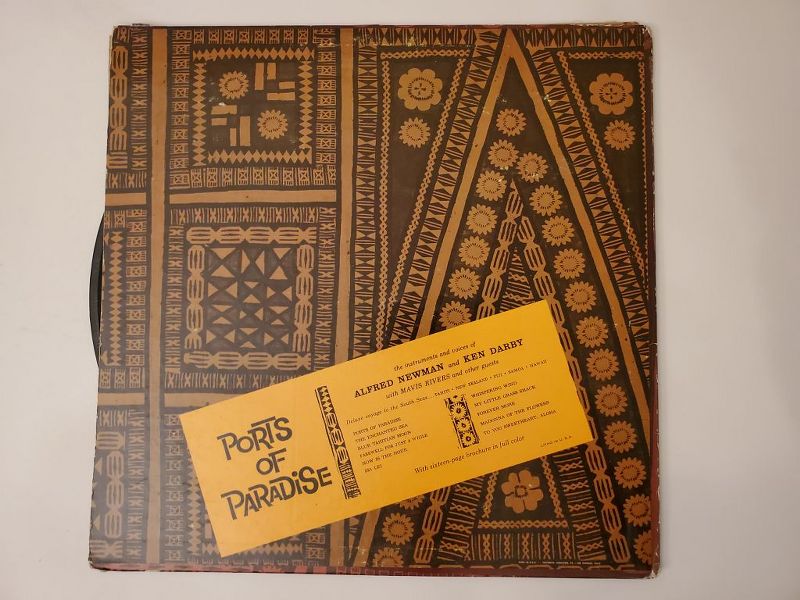 PORTS
OF
PARADISE
the instruments and voices of
ALFRED NEWMAN and KEN DARBY
with MAVIS RIVERS and other guests
Deluxe voyage to the South Seas... TAHITI • NEW ZEALAND • FIJI • SAMOA • HAWAII
PORTS OF PARADISE
THE ENCHANTED SEA
BLUE TAHITIAN MOON
FAREWELL FOR JUST A WHILE
NOW IS THE HOUR
ISA LEI
WHISPERING WIND
MY LITTLE GRASS SHACK
FOREVER MORE
MADONNA OF THE FLOWERS
TO YOU SWEETHEART, ALOHA
With sixteen-page brochure in full color